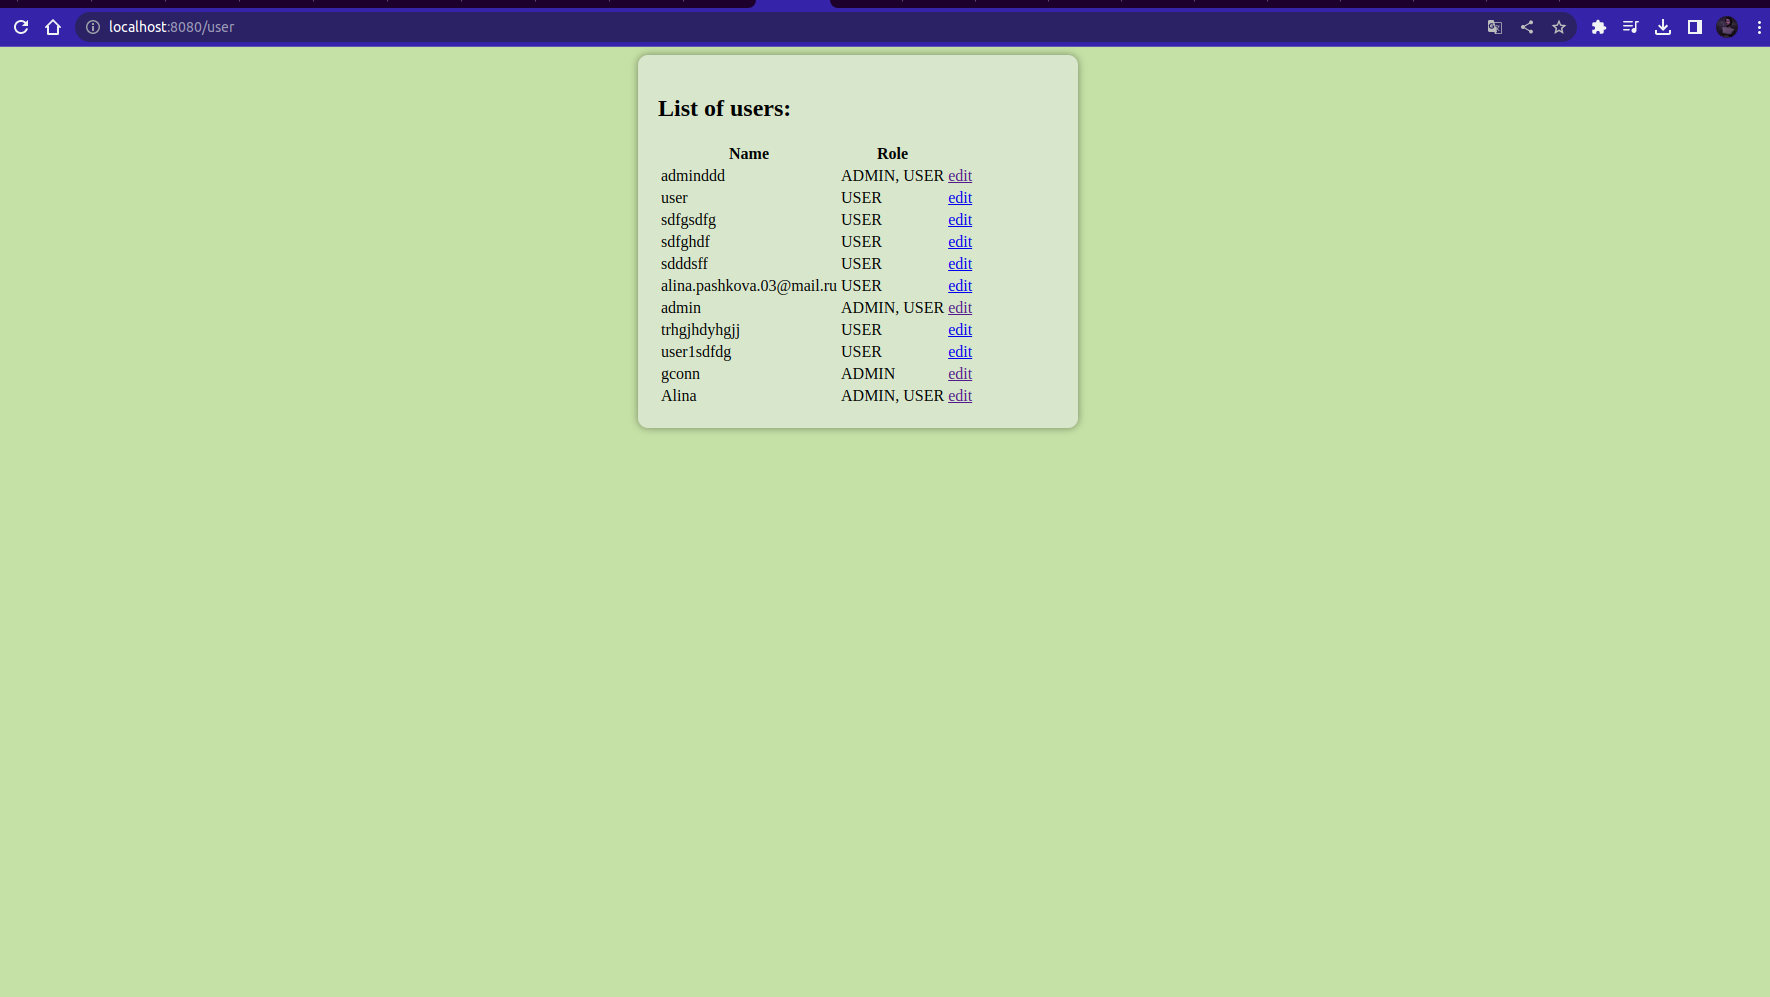 localhost:8080/user
List of users:
Name Role
adminddd ADMIN, USER edit
user USER edit
sdfgsdfg USER edit
sdfghdf USER edit
sdddsff USER edit
alina.pashkova.03@mail.ru USER edit
admin ADMIN, USER edit
trhgjhdyhgjj USER edit
user1sdfdg USER edit
gconn ADMIN edit
Alina ADMIN, USER edit